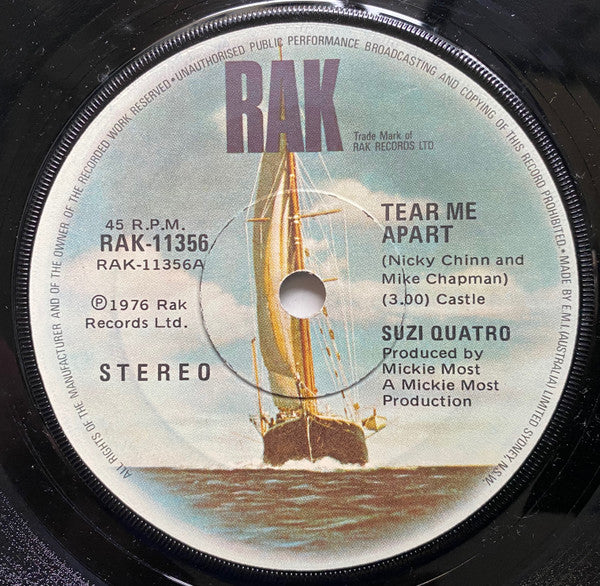 ALL RIGHTS OF THE MANUFACTURER AND OF THE OWNER OF THE RECORDED WORK RESERVED•UNAUTHORISED PUBLIC PERFORMANCE BROADCASTING AND COPYING OF THIS RECORD PROHIBITED•MADE BY E.M.I. (AUSTRALIA) LIMITED SYDNEY, N.S.W.
RAK
Trade Mark of
RAK RECORDS LTD
45 R.P.M.
RAK-11356
RAK-11356A
℗1976 Rak
Records Ltd.
STEREO
TEAR ME
APART
(Nicky Chinn and
Mike Chapman)
(3.00) Castle
SUZI QUATRO
Produced by
Mickie Most
A Mickie Most
Production